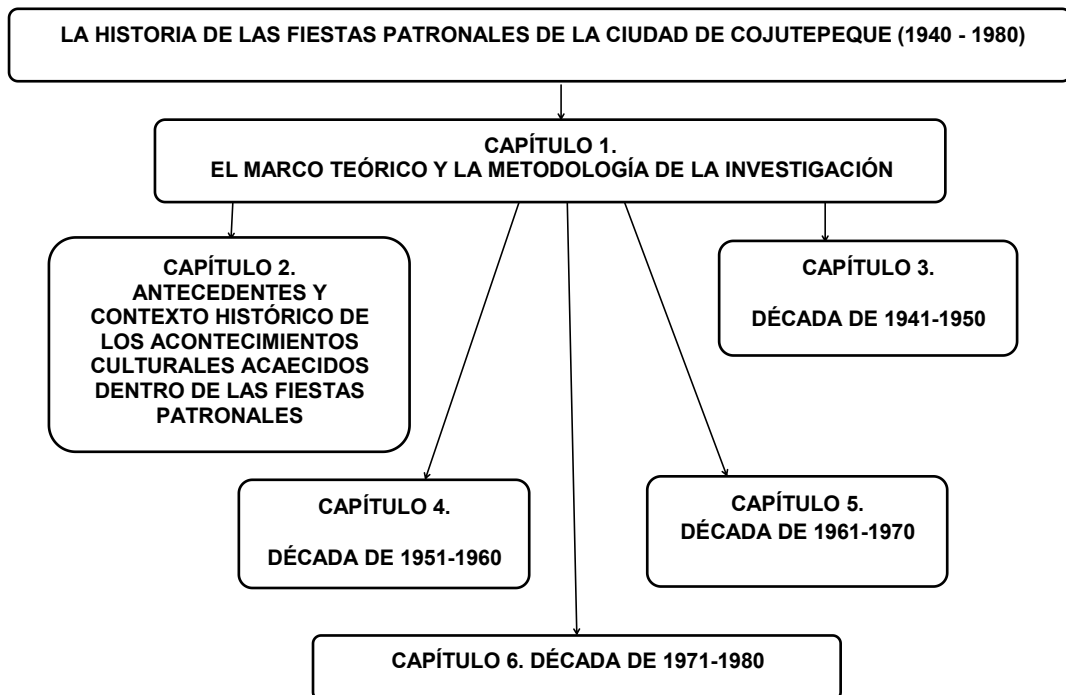 LA HISTORIA DE LAS FIESTAS PATRONALES DE LA CIUDAD DE COJUTEPEQUE (1940 - 1980)
CAPÍTULO 1.
EL MARCO TEÓRICO Y LA METODOLOGÍA DE LA INVESTIGACIÓN
CAPÍTULO 2.
ANTECEDENTES Y
CONTEXTO HISTÓRICO DE
LOS ACONTECIMIENTOS
CULTURALES ACAECIDOS
DENTRO DE LAS FIESTAS
PATRONALES
CAPÍTULO 3.
DÉCADA DE 1941-1950
CAPÍTULO 4.
DÉCADA DE 1951-1960
CAPÍTULO 5.
DÉCADA DE 1961-1970
CAPÍTULO 6. DÉCADA DE 1971-1980